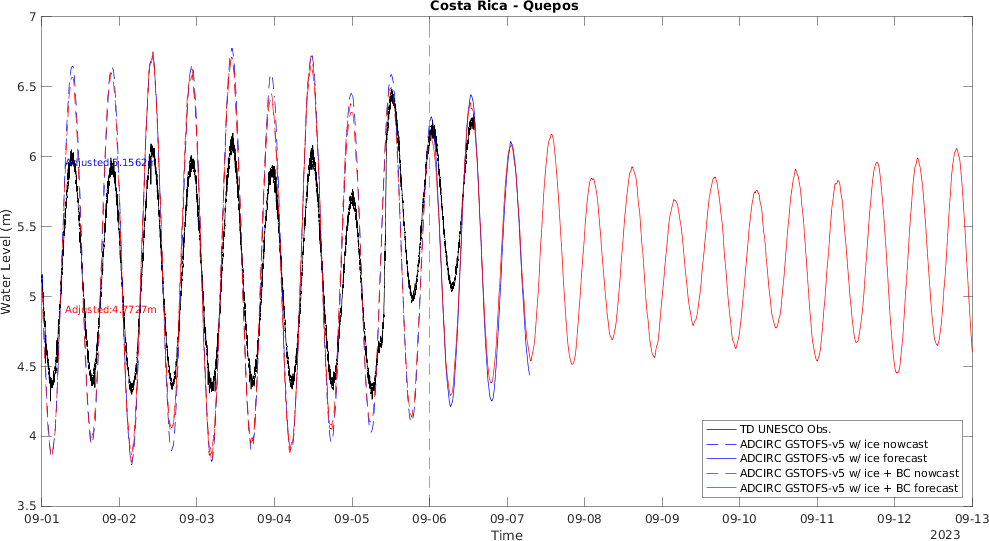 Costa Rica - Quepos
7
6.5
6
5.5
5
4.5
4
3.5
Water Level (m)
Adjusted:4.7727m
TD UNESCO Obs.
ADCIRC GSTOFS-v5 w/ ice nowcast
ADCIRC GSTOFS-v5 w/ ice forecast
ADCIRC GSTOFS-v5 w/ ice + BC nowcast
ADCIRC GSTOFS-v5 w/ ice + BC forecast
09-01 09-02 09-03 09-04 09-05 09-06 09-07 09-08 09-09 09-10 09-11 09-12 09-13
Time
2023